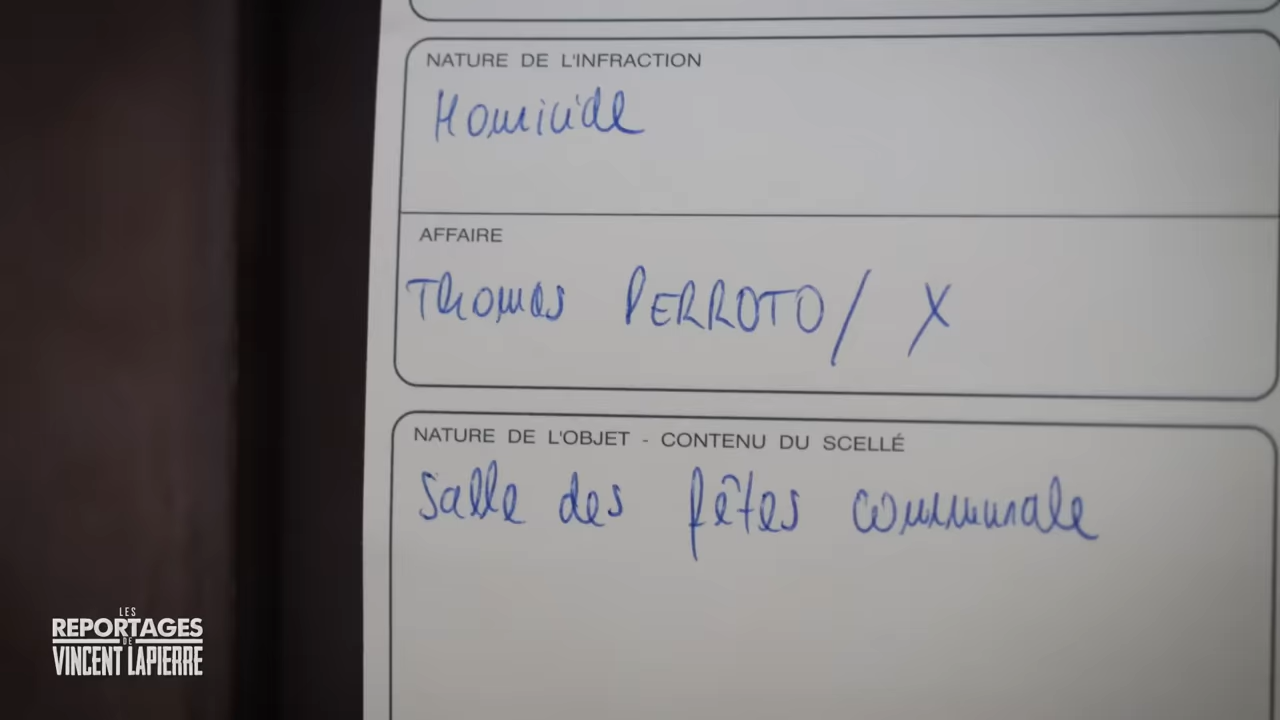 NATURE DE L'INFRACTION
Homicide
AFFAIRE
Thomas PERROTO / X
NATURE DE L'OBJET - CONTENU DU SCELLÉ
Salle des fêtes communale
LES
REPORTAGES
DE
VINCENT LAPIERRE